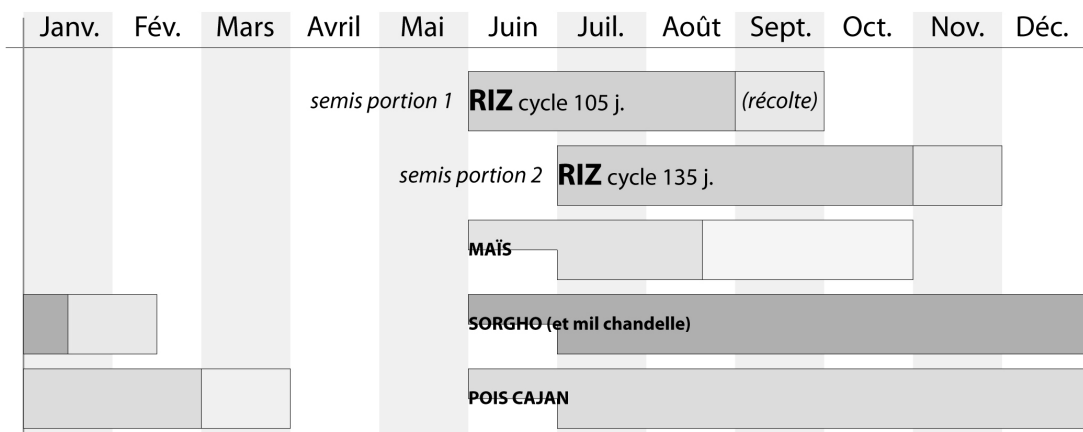 Janv. Fév. Mars Avril Mai Juin Juil. Août Sept. Oct. Nov. Déc.
semis portion 1 RIZ cycle 105 j. (récolte)
semis portion 2 RIZ cycle 135 j.
MAÏS
SORGHO (et mil chandelle)
POIS CAJAN